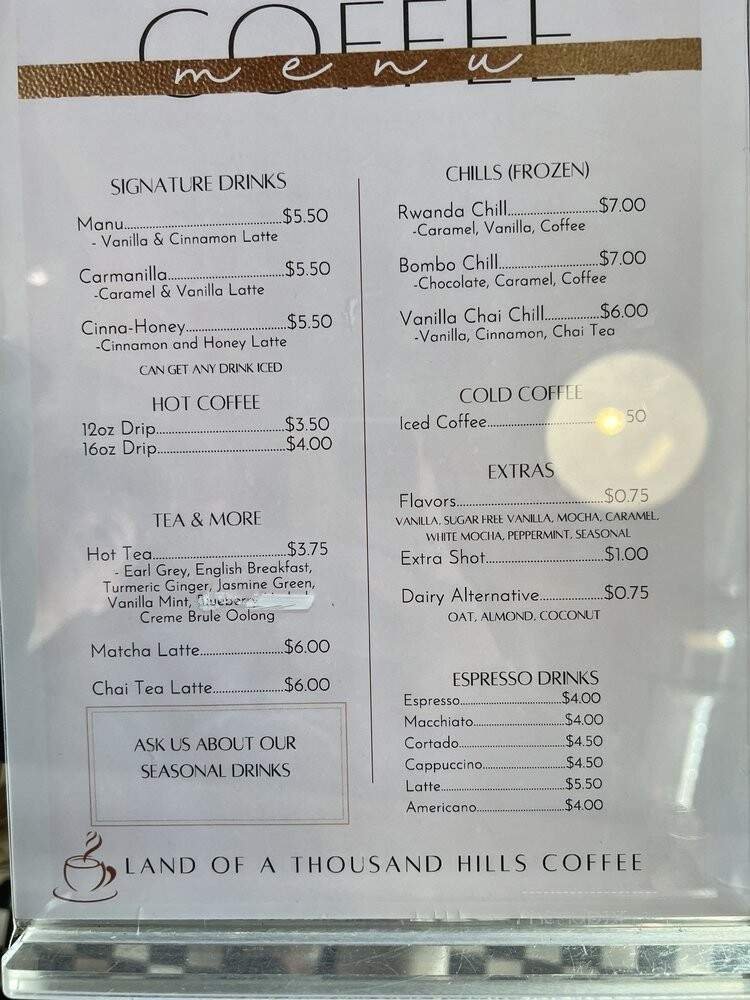 COFFEE
menu
SIGNATURE DRINKS
Manu..............................$5.50
- Vanilla & Cinnamon Latte
Carmanilla......................$5.50
-Caramel & Vanilla Latte
Cinna-Honey...................$5.50
-Cinnamon and Honey Latte
CAN GET ANY DRINK ICED
HOT COFFEE
12oz Drip.........................$3.50
16oz Drip.........................$4.00
TEA & MORE
Hot Tea...........................$3.75
- Earl Grey, English Breakfast,
Turmeric Ginger, Jasmine Green,
Vanilla Mint,
Creme Brule Oolong
Matcha Latte.................$6.00
Chai Tea Latte..............$6.00
ASK US ABOUT OUR
SEASONAL DRINKS
CHILLS (FROZEN)
Rwanda Chill..................$7.00
-Caramel, Vanilla, Coffee
Bombo Chill....................$7.00
-Chocolate, Caramel, Coffee
Vanilla Chai Chill...........$6.00
-Vanilla, Cinnamon, Chai Tea
COLD COFFEE
Iced Coffee........................50
EXTRAS
Flavors.............................$0.75
VANILLA, SUGAR FREE VANILLA, MOCHA, CARAMEL,
WHITE MOCHA, PEPPERMINT, SEASONAL
Extra Shot.......................$1.00
Dairy Alternative...........$0.75
OAT, ALMOND, COCONUT
ESPRESSO DRINKS
Espresso.........................$4.00
Macchiato......................$4.00
Cortado.........................$4.50
Cappuccino...................$4.50
Latte..............................$5.50
Americano.....................$4.00
LAND OF A THOUSAND HILLS COFFEE